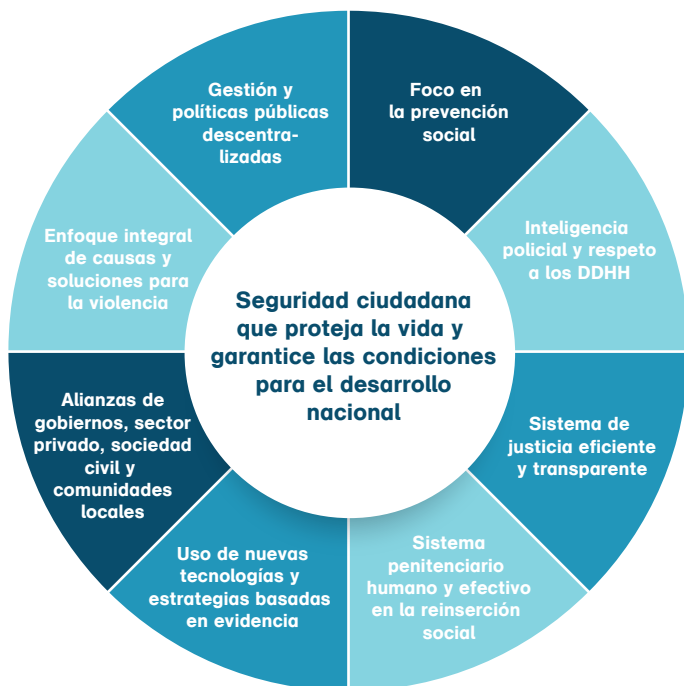 Gestión y
políticas públicas
descentra-
lizadas
Foco en
la prevención
social
Inteligencia
policial y respeto
a los DDHH
Sistema de
justicia eficiente
y transparente
Sistema
penitenciario
humano y efectivo
en la reinserción
social
Uso de nuevas
tecnologías y
estrategias basadas
en evidencia
Alianzas de
gobiernos, sector
privado, sociedad
civil y
comunidades
locales
Enfoque integral
de causas y
soluciones para
la violencia
Seguridad ciudadana
que proteja la vida y
garantice las condiciones
para el desarrollo
nacional